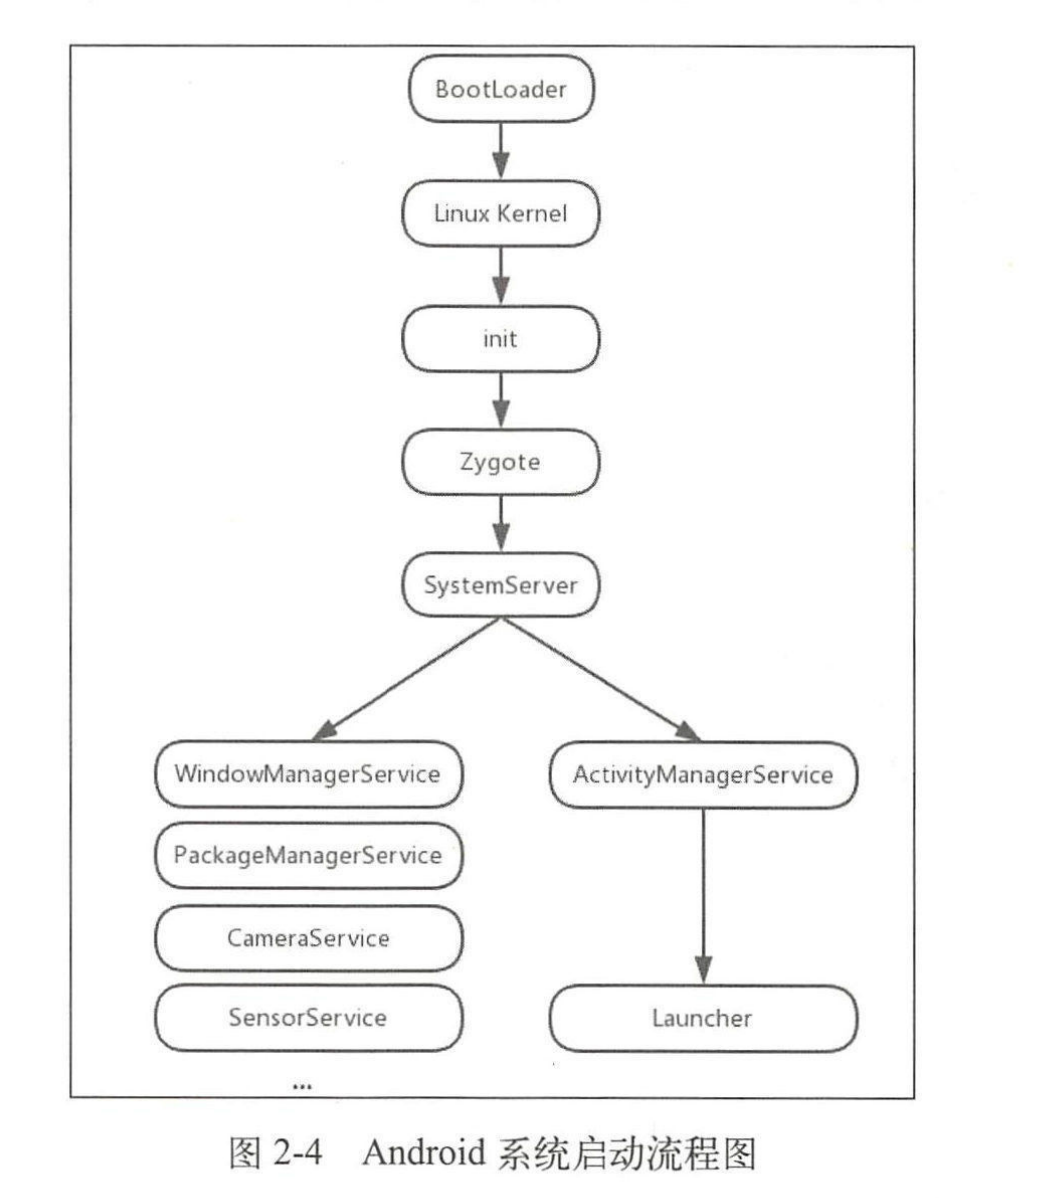 BootLoader
Linux Kernel
init
Zygote
SystemServer
WindowManagerService
ActivityManagerService
PackageManagerService
CameraService
SensorService
Launcher
...
图 2-4 Android 系统启动流程图